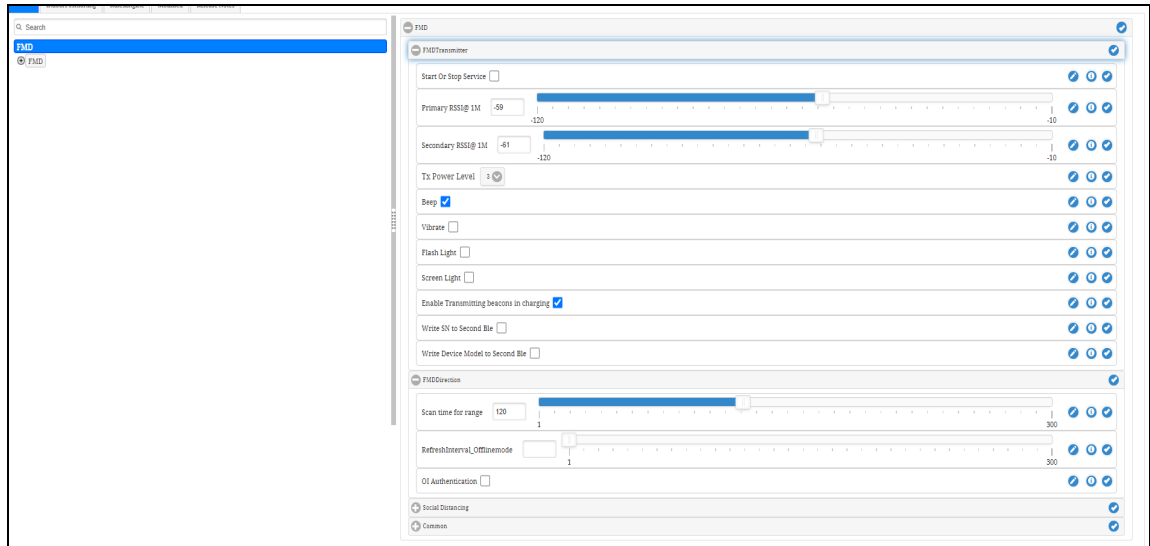 Search
FMD
FMD
FMD
FMDTransmitter
Start Or Stop Service
Primary RSSI@ 1M -59
-120 -10
Secondary RSSI@ 1M -61
-120 -10
Tx Power Level 3
Beep
Vibrate
Flash Light
Screen Light
Enable Transmitting beacons in charging
Write SN to Second Ble
Write Device Model to Second Ble
FMDDirection
Scan time for range 120
1 300
RefreshInterval_Offlinemode
1 300
OI Authentication
Social Distancing
Common